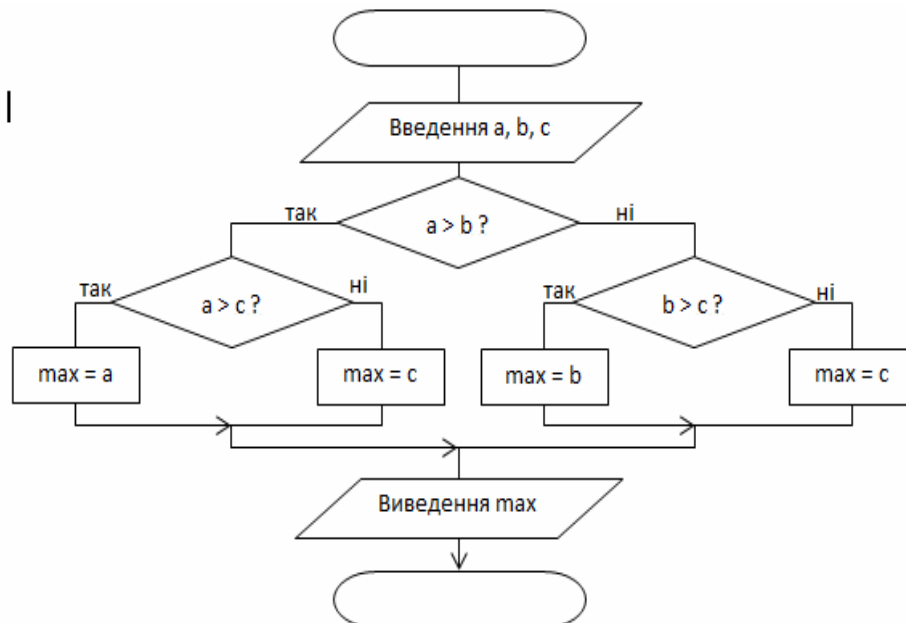 Введення a, b, c
так
a > b ?
ні
так
a > c ?
ні
так
b > c ?
ні
max = a
max = c
max = b
max = c
Виведення max